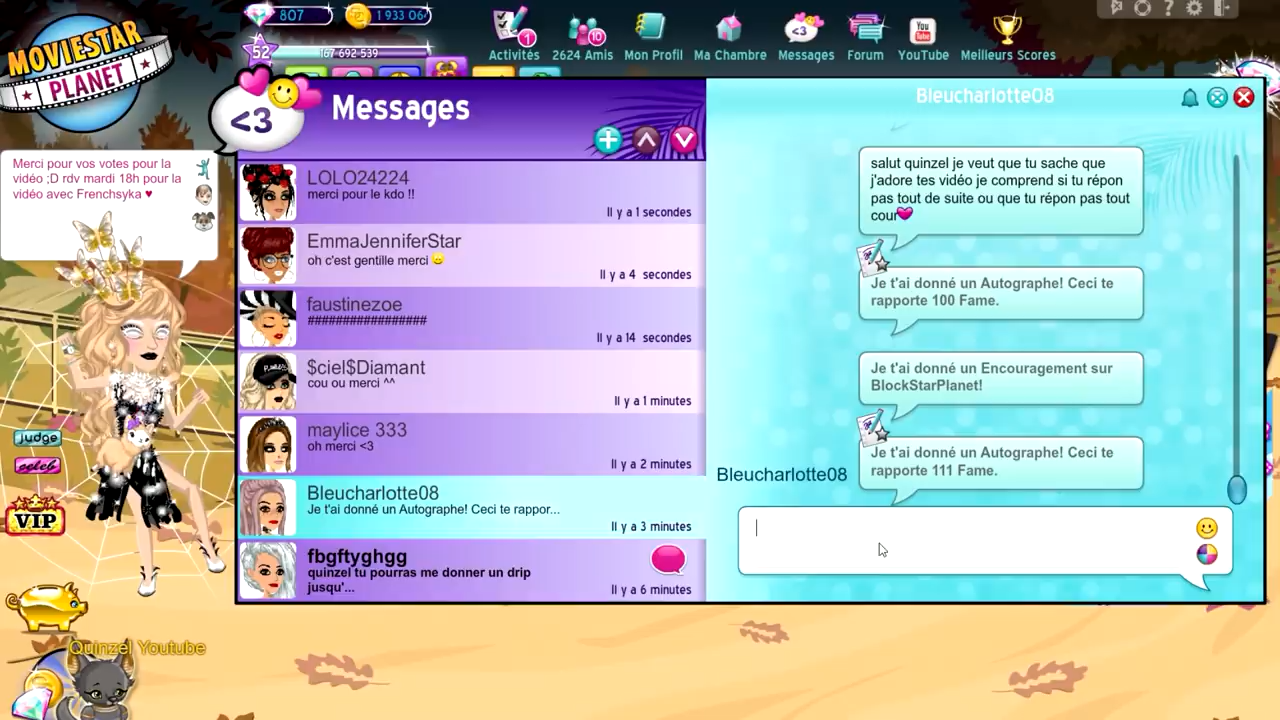 MOVIESTAR
PLANET
807
1 933 06
52
167 692 539
1
10
<3
Activités
2624 Amis
Mon Profil
Ma Chambre
Messages
Forum
You
Tube
YouTube
Meilleurs Scores
<3
Messages
Bleucharlotte08
Merci pour vos votes pour la
vidéo ;D rdv mardi 18h pour la
vidéo avec Frenchsyka ♥
judge
celeb
VIP
Quinzel Youtube
LOLO24224
merci pour le kdo !!
Il y a 1 secondes
EmmaJenniferStar
oh c'est gentille merci 😊
Il y a 4 secondes
faustinezoe
#################
Il y a 14 secondes
$ciel$Diamant
cou ou merci ^^
Il y a 1 minutes
maylice 333
oh merci <3
Il y a 2 minutes
Bleucharlotte08
Je t'ai donné un Autographe! Ceci te rappor...
Il y a 3 minutes
fbgftyghgg
quinzel tu pourras me donner un drip
jusqu'...
Il y a 6 minutes
salut quinzel je veut que tu sache que
j'adore tes vidéo je comprend si tu répon
pas tout de suite ou que tu répon pas tout
cour💗
Je t'ai donné un Autographe! Ceci te
rapporte 100 Fame.
Je t'ai donné un Encouragement sur
BlockStarPlanet!
Je t'ai donné un Autographe! Ceci te
rapporte 111 Fame.
Bleucharlotte08